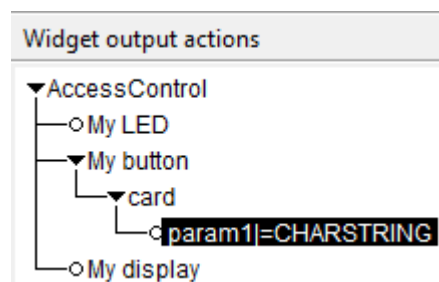 Widget output actions
AccessControl
My LED
My button
card
param1|=CHARSTRING
My display